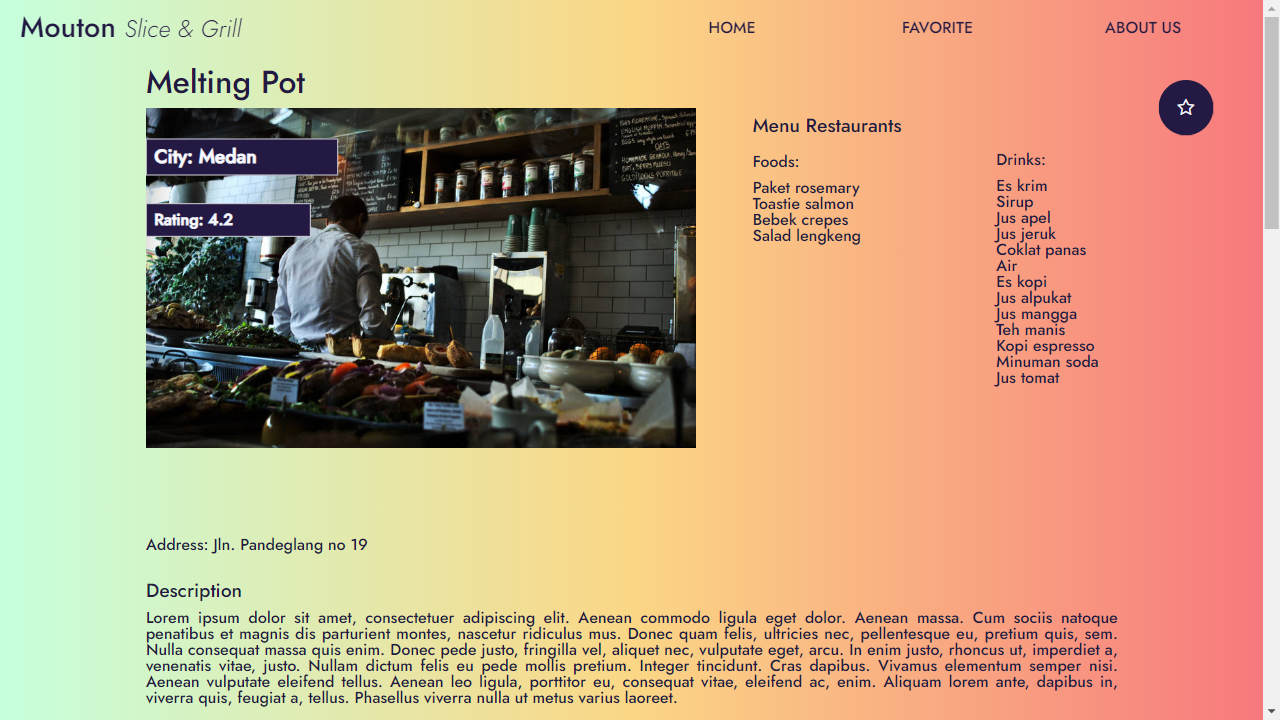 Mouton Slice & Grill
HOME
FAVORITE
ABOUT US
Melting Pot
City: Medan
Rating: 4.2
Menu Restaurants
Foods:
Paket rosemary
Toastie salmon
Bebek crepes
Salad lengkeng
Drinks:
Es krim
Sirup
Jus apel
Jus jeruk
Coklat panas
Air
Es kopi
Jus alpukat
Jus mangga
Teh manis
Kopi espresso
Minuman soda
Jus tomat
Address: Jln. Pandeglang no 19
Description
Lorem ipsum dolor sit amet, consectetuer adipiscing elit. Aenean commodo ligula eget dolor. Aenean massa. Cum sociis natoque
penatibus et magnis dis parturient montes, nascetur ridiculus mus. Donec quam felis, ultricies nec, pellentesque eu, pretium quis, sem.
Nulla consequat massa quis enim. Donec pede justo, fringilla vel, aliquet nec, vulputate eget, arcu. In enim justo, rhoncus ut, imperdiet a,
venenatis vitae, justo. Nullam dictum felis eu pede mollis pretium. Integer tincidunt. Cras dapibus. Vivamus elementum semper nisi.
Aenean vulputate eleifend tellus. Aenean leo ligula, porttitor eu, consequat vitae, eleifend ac, enim. Aliquam lorem ante, dapibus in,
viverra quis, feugiat a, tellus. Phasellus viverra nulla ut metus varius laoreet.